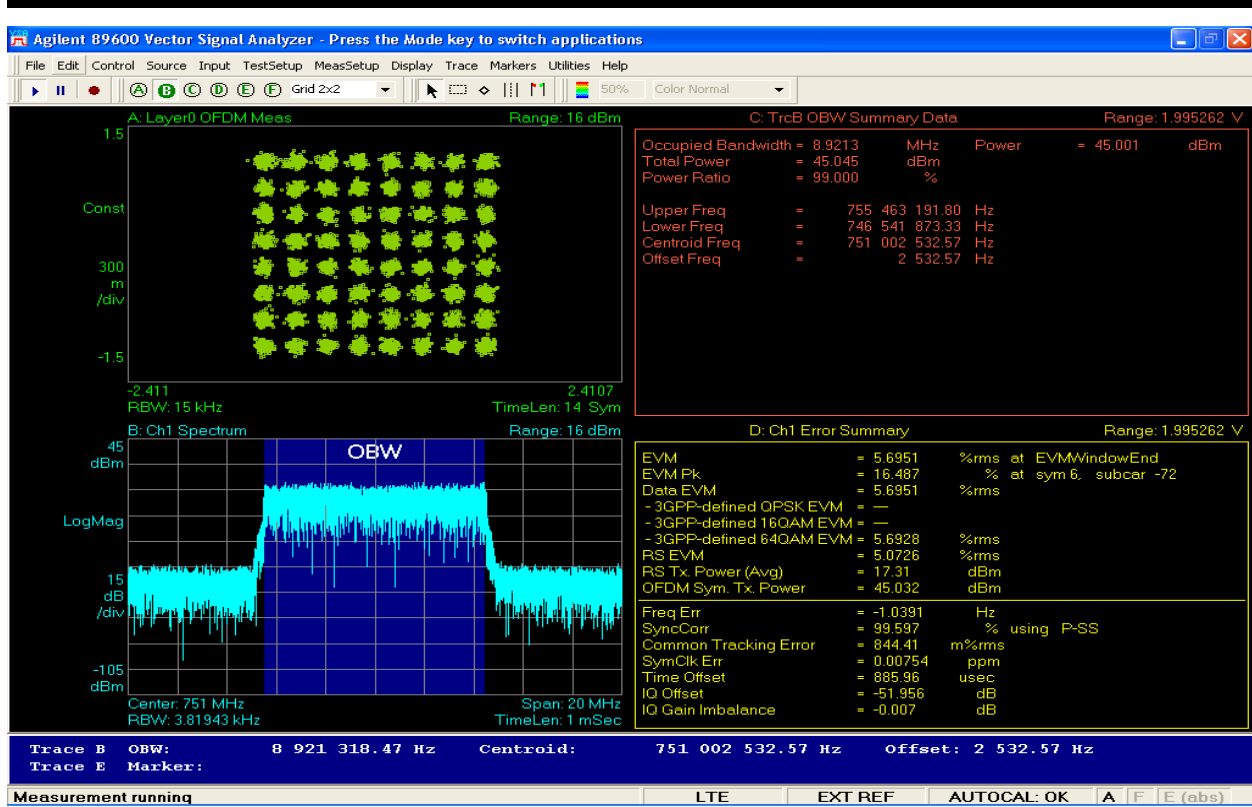 Agilent 89600 Vector Signal Analyzer - Press the Mode key to switch applications
File Edit Control Source Input TestSetup MeasSetup Display Trace Markers Utilities Help
A B C D E F Grid 2x2 50% Color Normal
A: Layer0 OFDM Meas Range: 16 dBm
1.5
Const
300
m
/div
-1.5
-2.411 2.4107
RBW: 15 kHz TimeLen: 14 Sym
C: TrcB OBW Summary Data Range: 1.995262 V
Occupied Bandwidth = 8.9213 MHz Power = 45.001 dBm
Total Power = 45.045 dBm
Power Ratio = 99.000 %
Upper Freq = 755 463 191.80 Hz
Lower Freq = 746 541 873.33 Hz
Centroid Freq = 751 002 532.57 Hz
Offset Freq = 2 532.57 Hz
B: Ch1 Spectrum Range: 16 dBm
45
dBm
OBW
LogMag
15
dB
/div
-105
dBm
Center: 751 MHz Span: 20 MHz
RBW: 3.81943 kHz TimeLen: 1 mSec
D: Ch1 Error Summary Range: 1.995262 V
EVM = 5.6951 %rms at EVMWindowEnd
EVM Pk = 16.487 % at sym 6, subcar -72
Data EVM = 5.6951 %rms
- 3GPP-defined QPSK EVM = —
- 3GPP-defined 16QAM EVM = —
- 3GPP-defined 64QAM EVM = 5.6928 %rms
RS EVM = 5.0726 %rms
RS Tx. Power (Avg) = 17.31 dBm
OFDM Sym. Tx. Power = 45.032 dBm
Freq Err = -1.0391 Hz
SyncCorr = 99.597 % using P-SS
Common Tracking Error = 844.41 m%rms
SymClk Err = 0.00754 ppm
Time Offset = 885.96 usec
IQ Offset = -51.956 dB
IQ Gain Imbalance = -0.007 dB
Trace B OBW: 8 921 318.47 Hz Centroid: 751 002 532.57 Hz Offset: 2 532.57 Hz
Trace E Marker:
Measurement running LTE EXT REF AUTOCAL: OK A F E (abs)